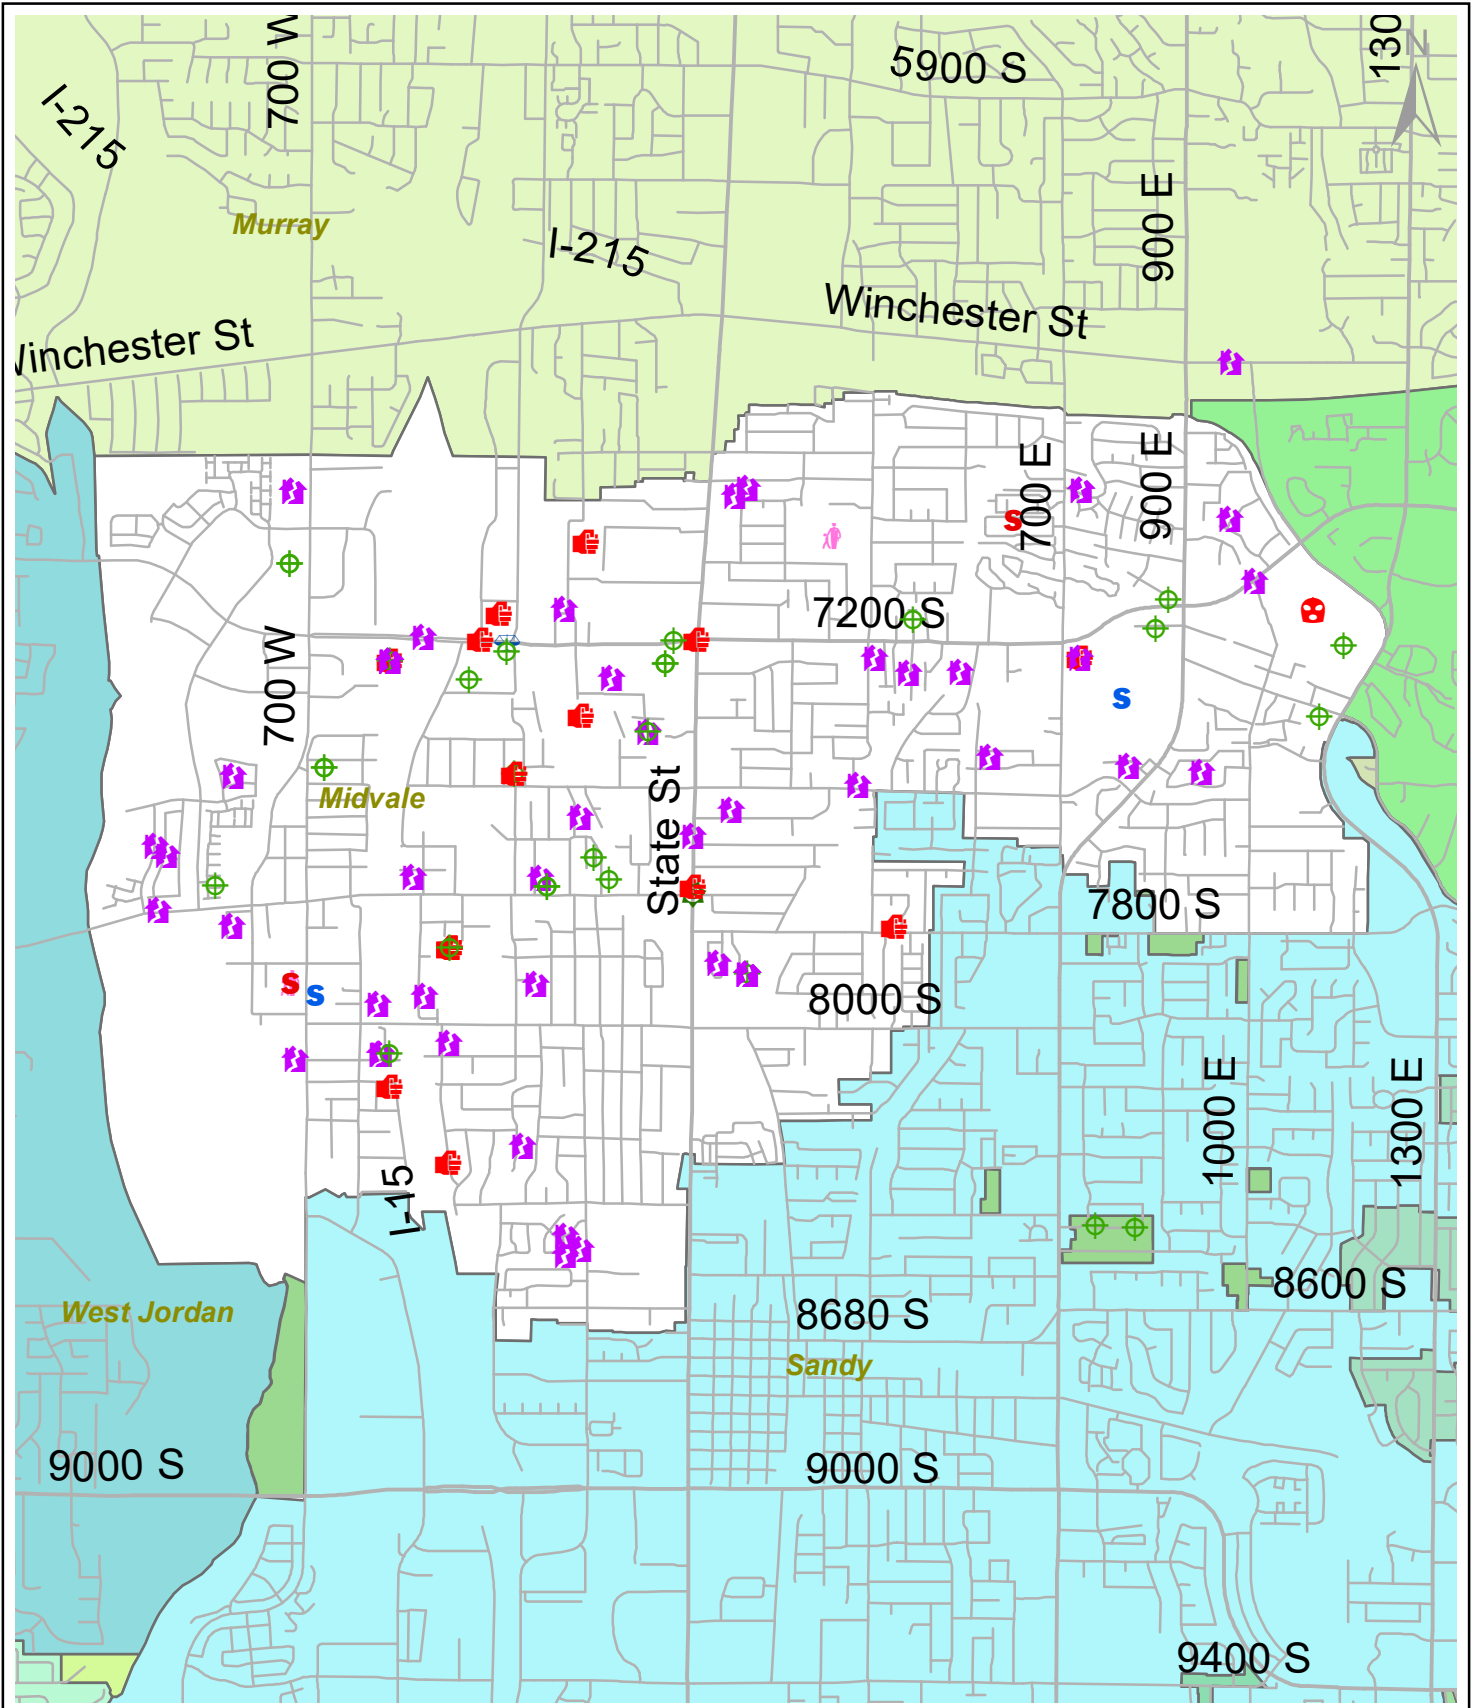 700 W
5900 S
130
N
I-215
900 E
Murray
I-215
Winchester St
Winchester St
700 E
900 E
S
7200 S
700 W
S
Midvale
State St
7800 S
S
S
8000 S
1000 E
1300 E
I-15
8600 S
West Jordan
8680 S
Sandy
9000 S
9000 S
9400 S